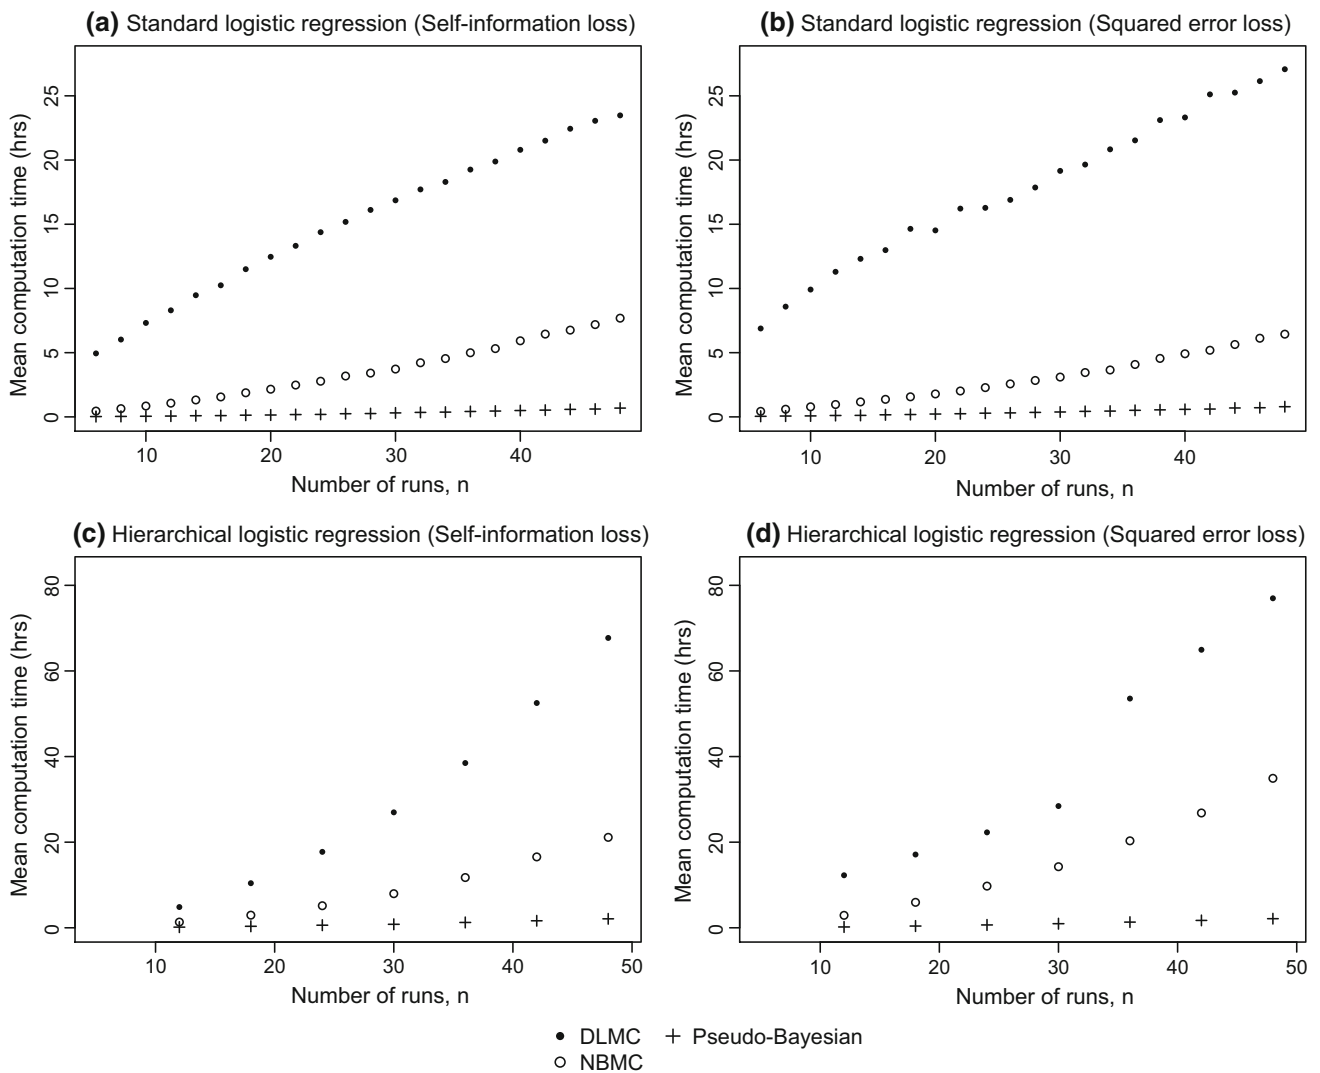 (a) Standard logistic regression (Self-information loss)
Mean computation time (hrs)
0 5 10 15 20 25
10 20 30 40
Number of runs, n
(b) Standard logistic regression (Squared error loss)
Mean computation time (hrs)
0 5 10 15 20 25
10 20 30 40
Number of runs, n
(c) Hierarchical logistic regression (Self-information loss)
Mean computation time (hrs)
0 20 40 60 80
10 20 30 40 50
Number of runs, n
(d) Hierarchical logistic regression (Squared error loss)
Mean computation time (hrs)
0 20 40 60 80
10 20 30 40 50
Number of runs, n
DLMC
Pseudo-Bayesian
NBMC